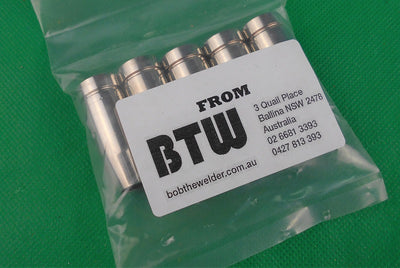 FROM
BTW
bobthewelder.com.au
3 Quail Place
Ballina NSW 2478
Australia
02 6681 3393
0427 813 393